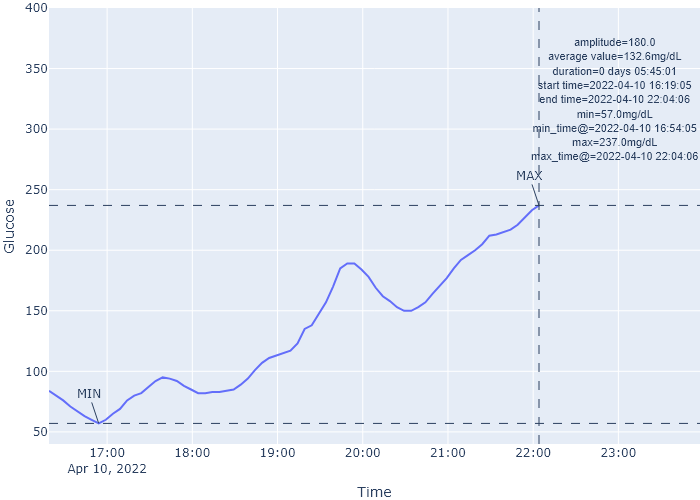 400
350
300
250
200
150
100
50
Glucose
amplitude=180.0
average value=132.6mg/dL
duration=0 days 05:45:01
start time=2022-04-10 16:19:05
end time=2022-04-10 22:04:06
min=57.0mg/dL
min_time@=2022-04-10 16:54:05
max=237.0mg/dL
max_time@=2022-04-10 22:04:06
MAX
MIN
17:00 18:00 19:00 20:00 21:00 22:00 23:00
Apr 10, 2022
Time